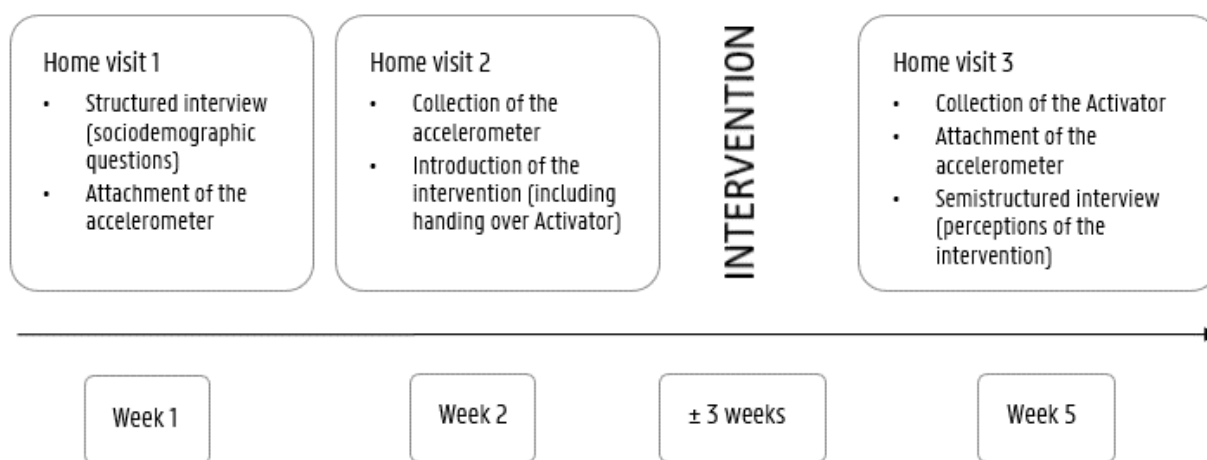 Home visit 1
• Structured interview
(sociodemographic
questions)
• Attachment of the
accelerometer
Home visit 2
• Collection of the
accelerometer
• Introduction of the
intervention (including
handing over Activator)
INTERVENTION
Home visit 3
• Collection of the Activator
• Attachment of the
accelerometer
• Semistructured interview
(perceptions of the
intervention)
Week 1
Week 2
± 3 weeks
Week 5